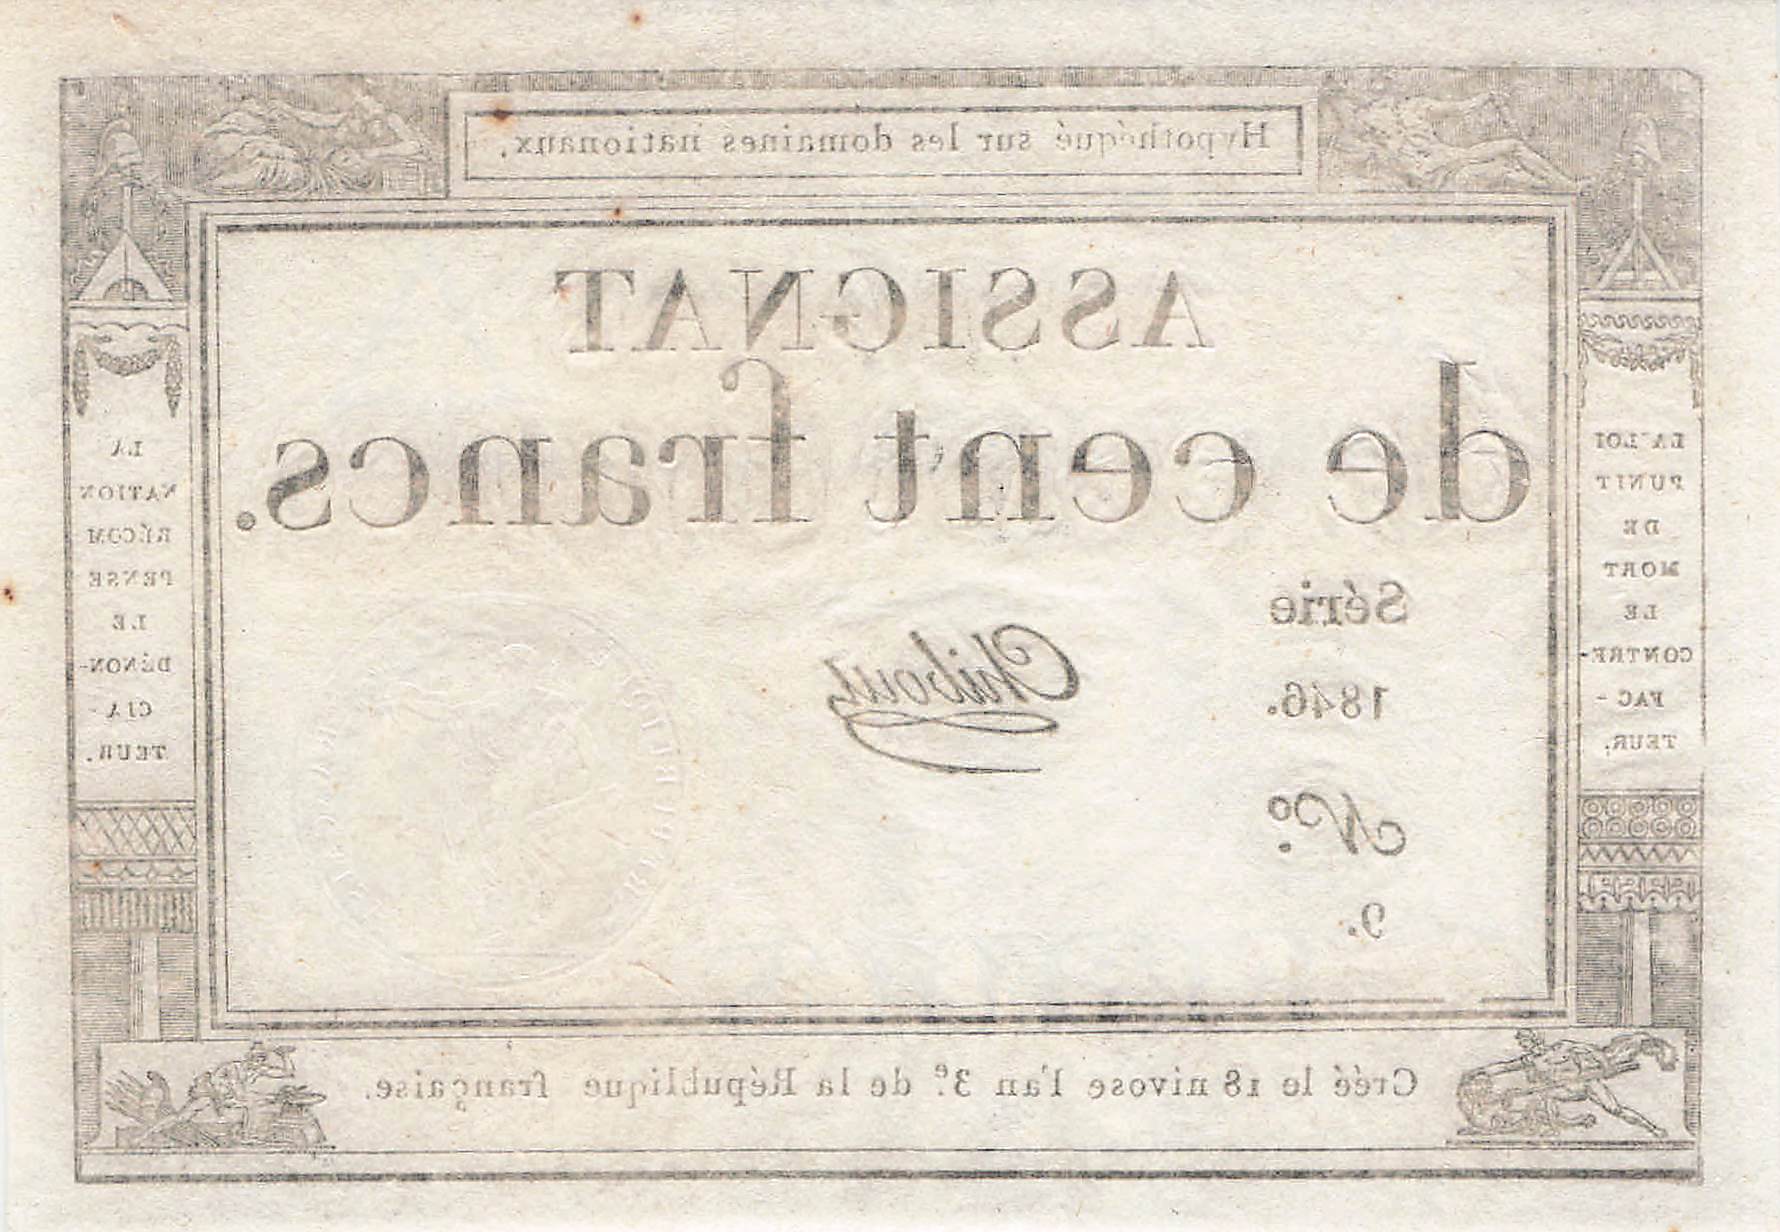 Hypothéqué sur les domaines nationaux.
ASSIGNAT
de cent francs.
Série
1846.
Nº.
9.
Chibout
LA LOI
PUNIT
DE
MORT
LE
CONTRE-
FAC-
TEUR.
LA
NATION
RÉCOM
PENSE
LE
DÉNON-
CIA-
TEUR.
Créé le 18 nivose l'an 3e. de la République française.